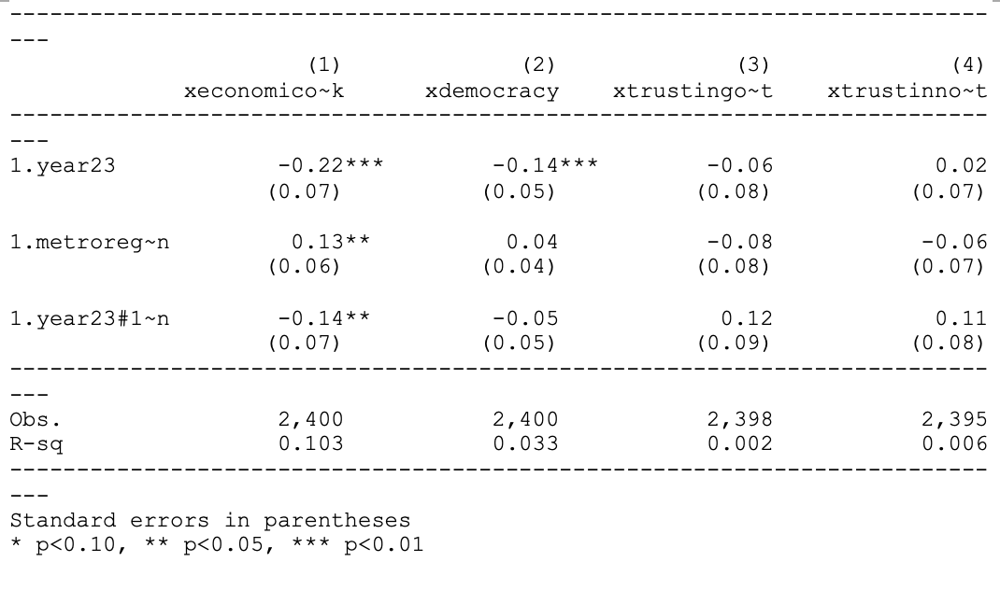 -------------------------------------------------------------------------
---
(1) (2) (3) (4)
xeconomico~k xdemocracy xtrustingo~t xtrustinno~t
-------------------------------------------------------------------------
---
1.year23 -0.22*** -0.14*** -0.06 0.02
(0.07) (0.05) (0.08) (0.07)
1.metroreg~n 0.13** 0.04 -0.08 -0.06
(0.06) (0.04) (0.08) (0.07)
1.year23#1~n -0.14** -0.05 0.12 0.11
(0.07) (0.05) (0.09) (0.08)
-------------------------------------------------------------------------
---
Obs. 2,400 2,400 2,398 2,395
R-sq 0.103 0.033 0.002 0.006
-------------------------------------------------------------------------
---
Standard errors in parentheses
* p<0.10, ** p<0.05, *** p<0.01